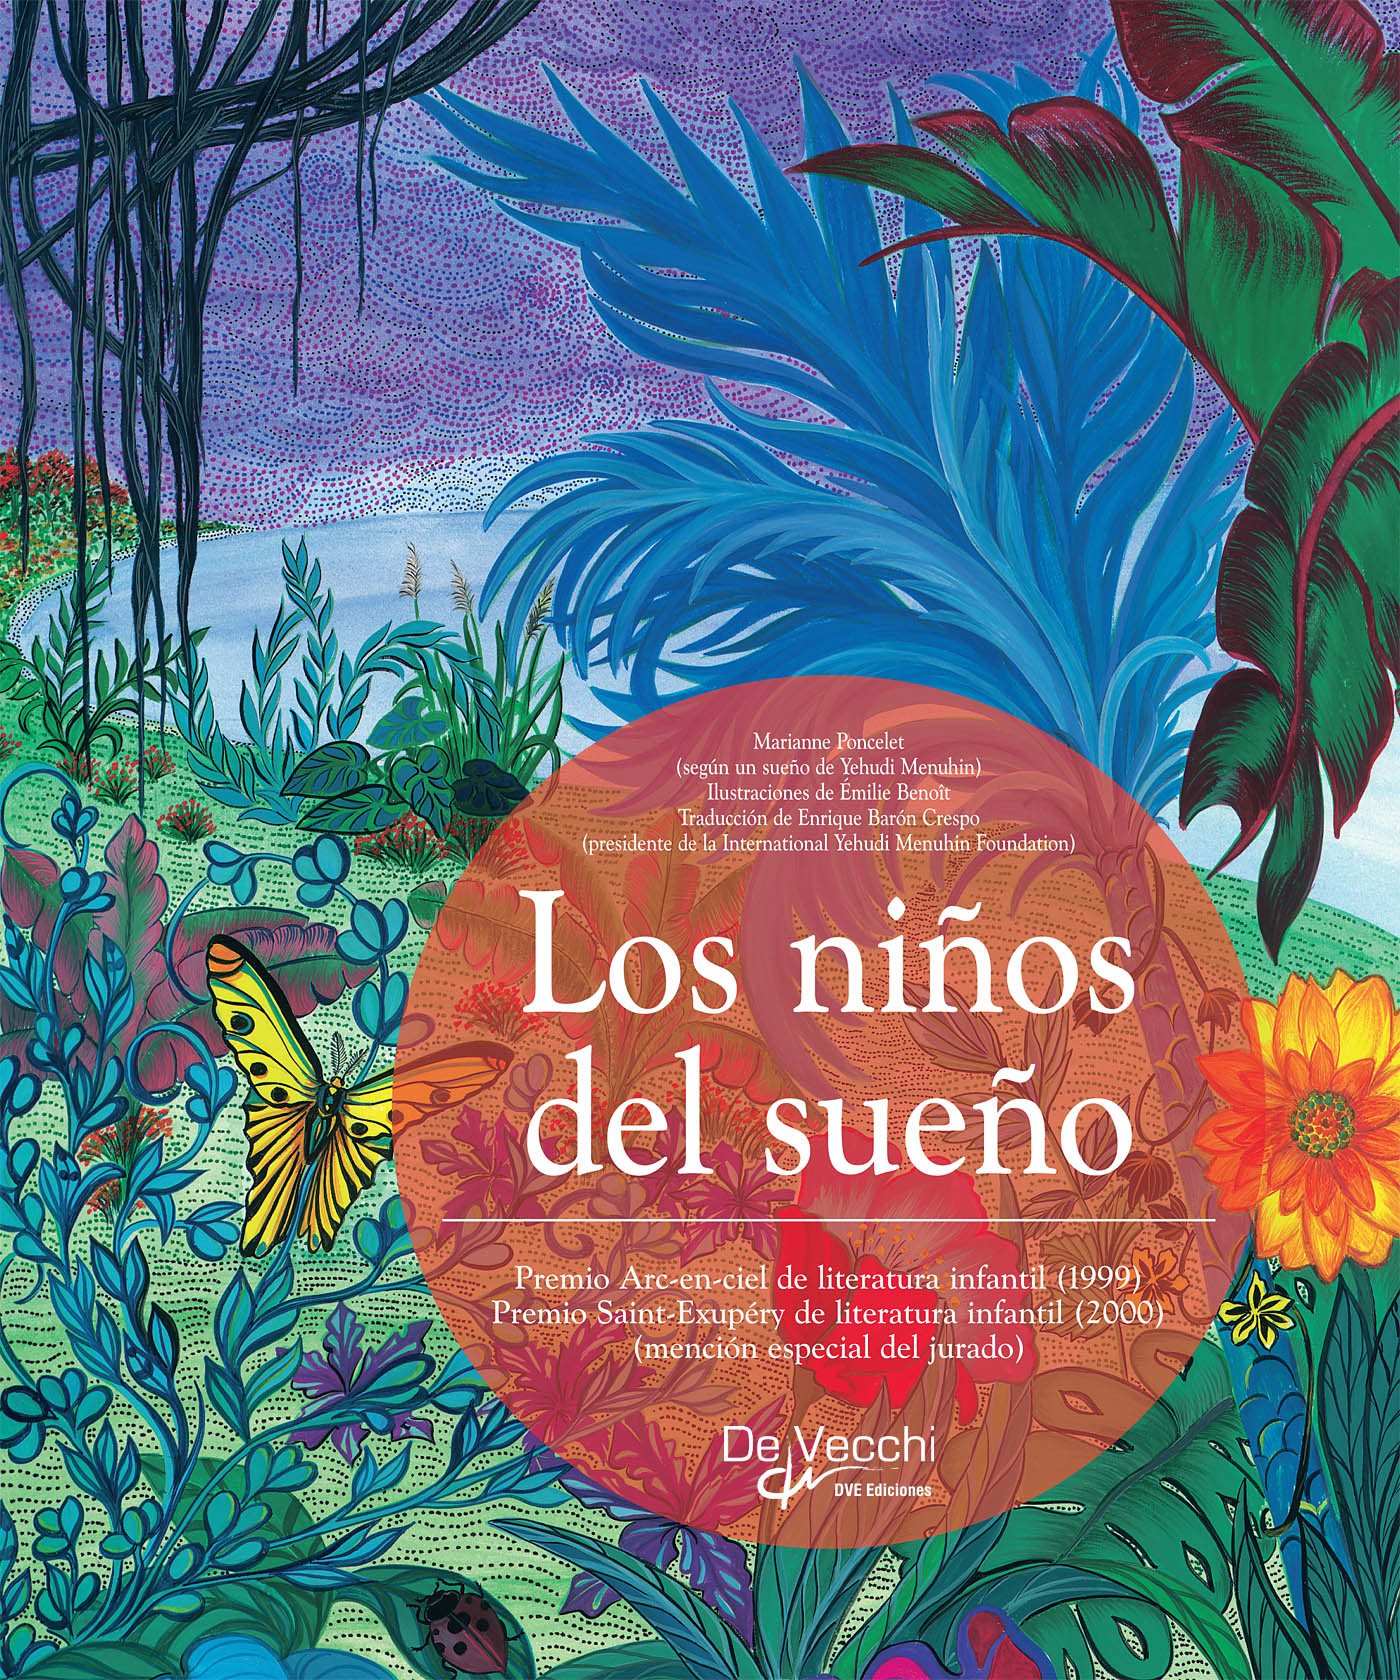 Marianne Poncelet
(según un sueño de Yehudi Menuhin)
Ilustraciones de Émilie Benoît
Traducción de Enrique Barón Crespo
(presidente de la International Yehudi Menuhin Foundation)
Los niños
del sueño
Premio Arc-en-ciel de literatura infantil (1999)
Premio Saint-Exupéry de literatura infantil (2000)
(mención especial del jurado)
De Vecchi
DVE Ediciones